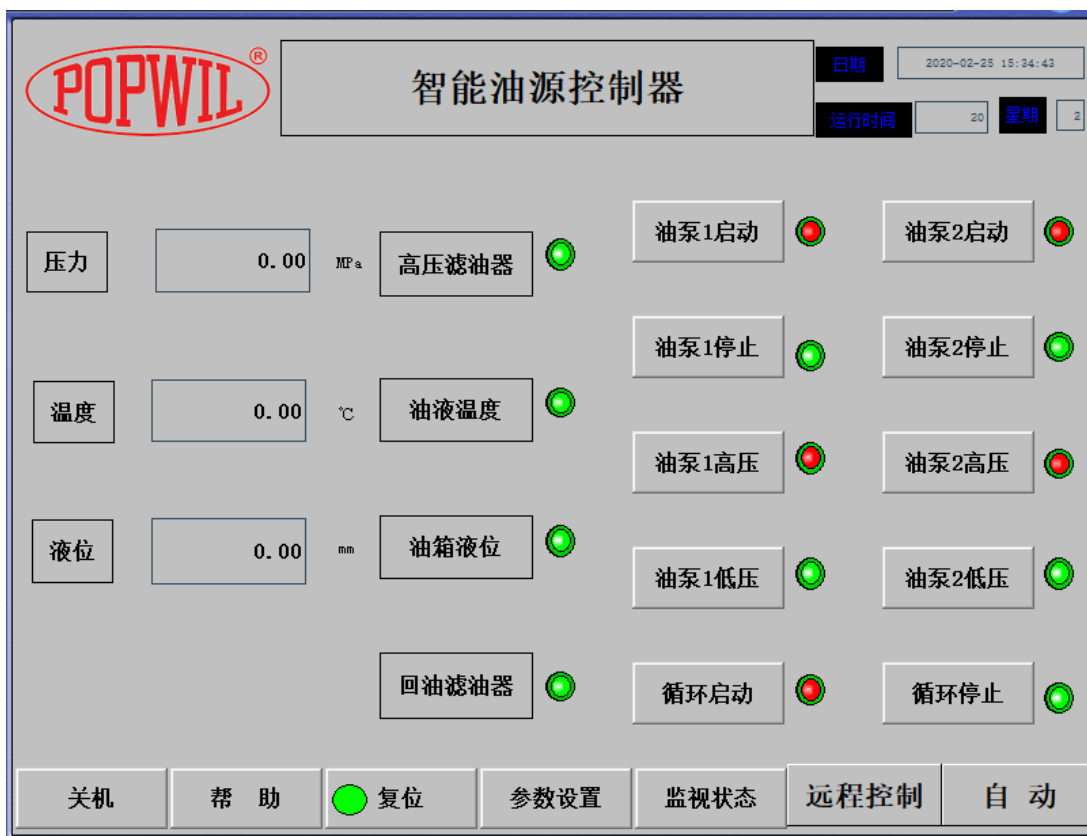 POPWIL®
智能油源控制器
日期 2020-02-25 15:34:43
运行时间 20 星期 2
油泵1启动 油泵2启动
压力 0.00 MPa 高压滤油器
油泵1停止 油泵2停止
温度 0.00 ℃ 油液温度
油泵1高压 油泵2高压
液位 0.00 mm 油箱液位
油泵1低压 油泵2低压
回油滤油器 循环启动 循环停止
关机 帮 助 复位 参数设置 监视状态 远程控制 自 动